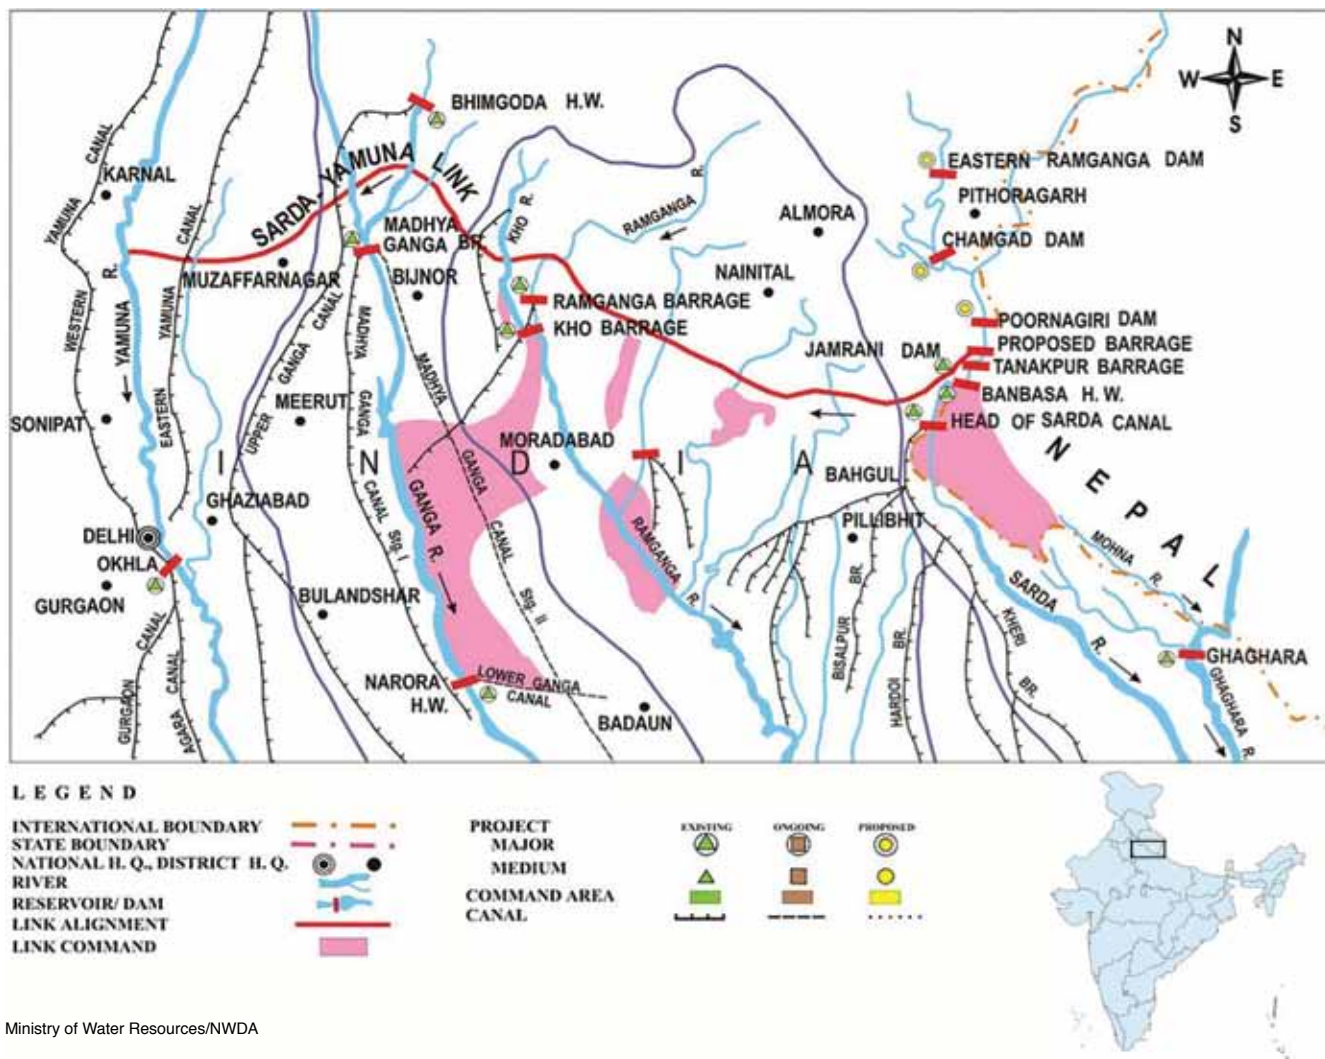 N
W E
S
BHIMGODA H.W.
EASTERN RAMGANGA DAM
KARNAL
PITHORAGARH
SARDA-YAMUNA LINK
YAMUNA CANAL
WESTERN
YAMUNA CANAL
EASTERN
KHO R.
RAMGANGA R.
ALMORA
MADHYA
GANGA BR.
CHAMGAD DAM
MUZAFFARNAGAR
BIJNOR
NAINITAL
YAMUNA R.
RAMGANGA BARRAGE
KHO BARRAGE
POORNAGIRI DAM
PROPOSED BARRAGE
JAMRANI DAM
TANAKPUR BARRAGE
BANBASA H.W.
HEAD OF SARDA CANAL
UPPER GANGA CANAL
MADHYA GANGA CANAL Stg. I
MADHYA GANGA CANAL Stg. II
MEERUT
SONIPAT
MORADABAD
I N D I A
NEPAL
BAHGUL
GHAZIABAD
PILLIBHIT
GANGA R.
RAMGANGA R.
DELHI
OKHLA
GURGAON
MOHNA R.
SARDA R.
BULANDSHAR
BISALPUR BR.
HARDOI BR.
KHERI BR.
GHAGHARA
GHAGHARA R.
GURGAON CANAL
AGARA CANAL
NARORA
H.W.
LOWER GANGA
CANAL
BADAUN
LEGEND
INTERNATIONAL BOUNDARY
STATE BOUNDARY
NATIONAL H. Q., DISTRICT H. Q.
RIVER
RESERVOIR/ DAM
LINK ALIGNMENT
LINK COMMAND
PROJECT EXISTING ONGOING PROPOSED
MAJOR
MEDIUM
COMMAND AREA
CANAL
Ministry of Water Resources/NWDA